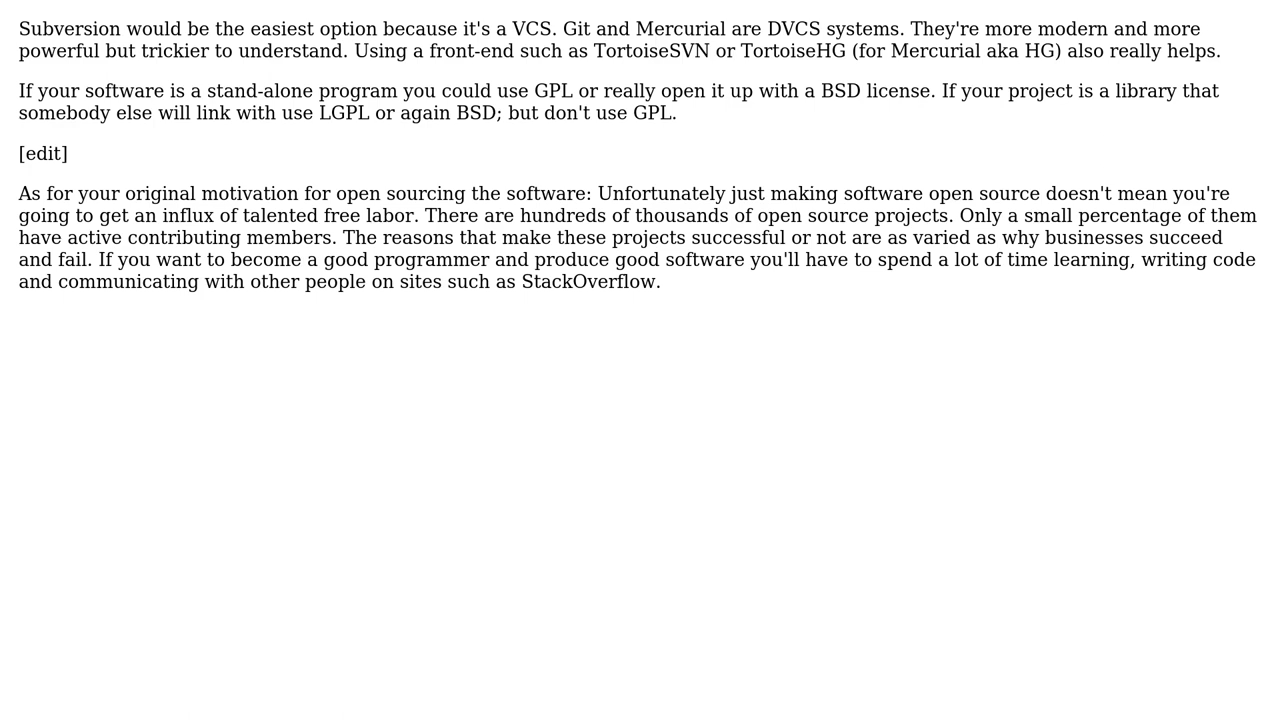 Subversion would be the easiest option because it's a VCS. Git and Mercurial are DVCS systems. They're more modern and more
powerful but trickier to understand. Using a front-end such as TortoiseSVN or TortoiseHG (for Mercurial aka HG) also really helps.
If your software is a stand-alone program you could use GPL or really open it up with a BSD license. If your project is a library that
somebody else will link with use LGPL or again BSD; but don't use GPL.
[edit]
As for your original motivation for open sourcing the software: Unfortunately just making software open source doesn't mean you're
going to get an influx of talented free labor. There are hundreds of thousands of open source projects. Only a small percentage of them
have active contributing members. The reasons that make these projects successful or not are as varied as why businesses succeed
and fail. If you want to become a good programmer and produce good software you'll have to spend a lot of time learning, writing code
and communicating with other people on sites such as StackOverflow.